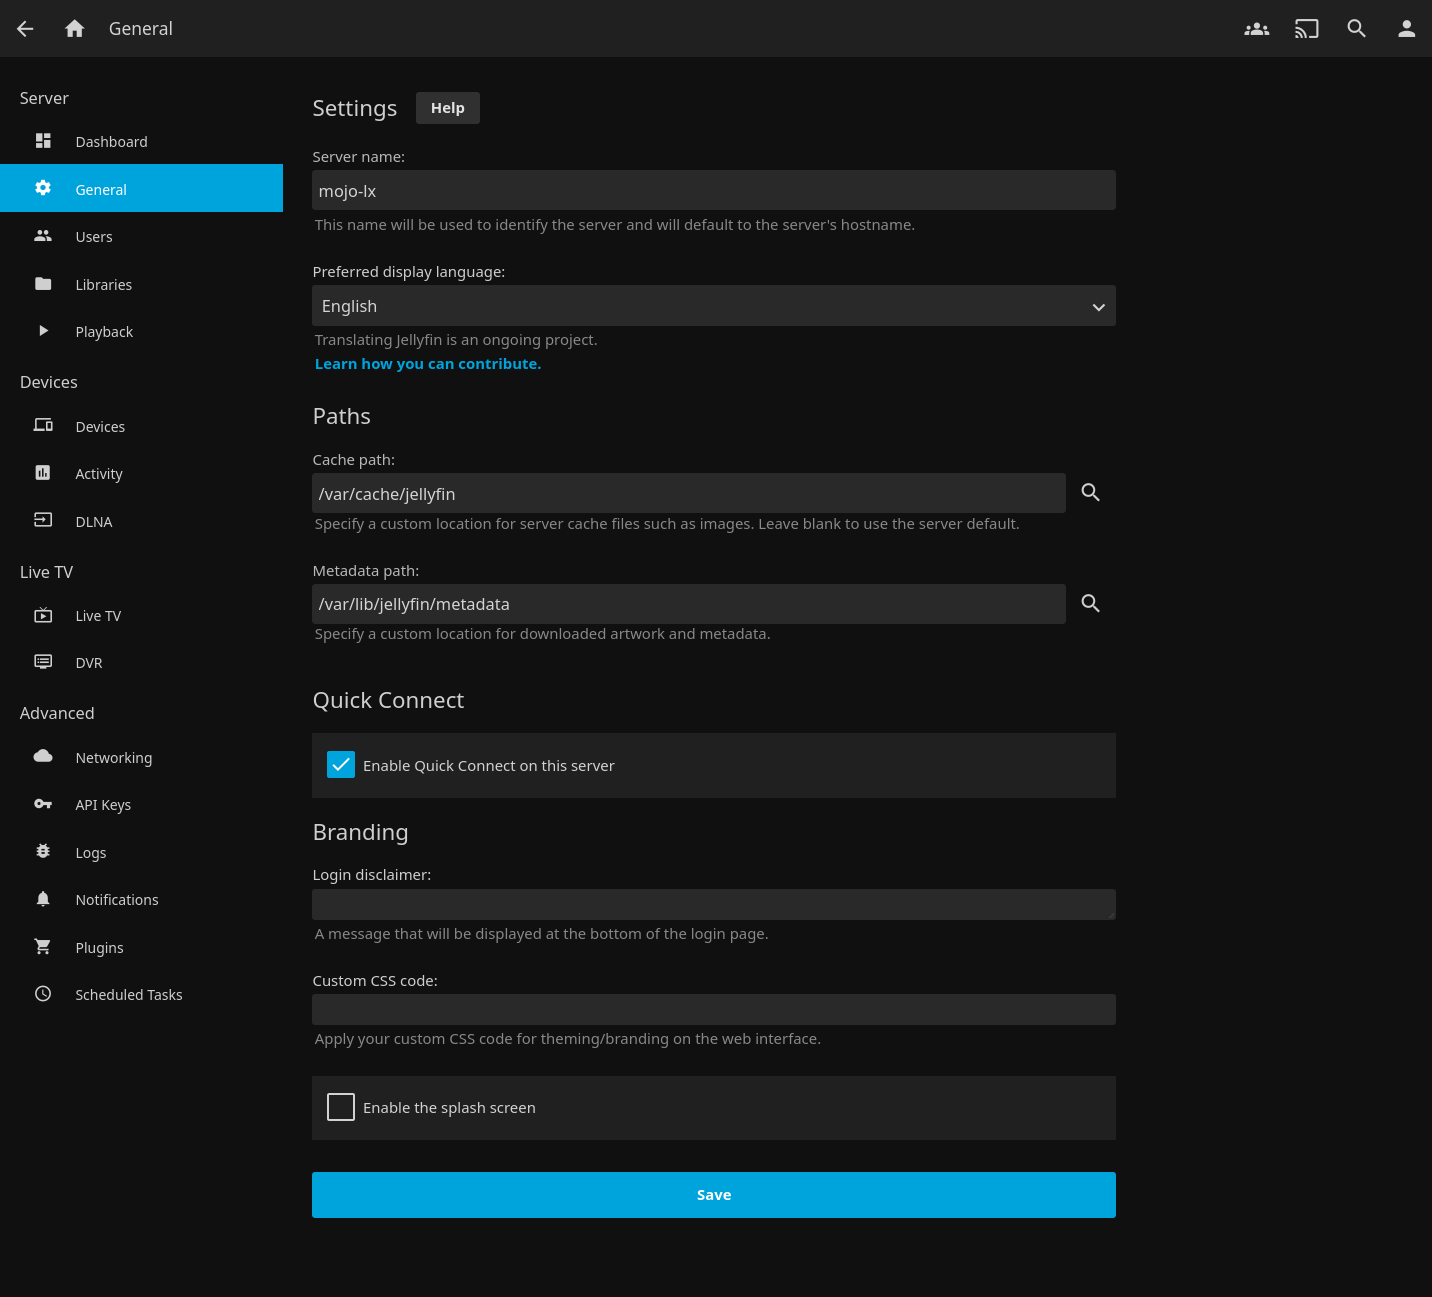 General
Server
Dashboard
General
Users
Libraries
Playback
Devices
Devices
Activity
DLNA
Live TV
Live TV
DVR
Advanced
Networking
API Keys
Logs
Notifications
Plugins
Scheduled Tasks
Settings Help
Server name:
mojo-lx
This name will be used to identify the server and will default to the server's hostname.
Preferred display language:
English
Translating Jellyfin is an ongoing project.
Learn how you can contribute.
Paths
Cache path:
/var/cache/jellyfin
Specify a custom location for server cache files such as images. Leave blank to use the server default.
Metadata path:
/var/lib/jellyfin/metadata
Specify a custom location for downloaded artwork and metadata.
Quick Connect
Enable Quick Connect on this server
Branding
Login disclaimer:
A message that will be displayed at the bottom of the login page.
Custom CSS code:
Apply your custom CSS code for theming/branding on the web interface.
Enable the splash screen
Save